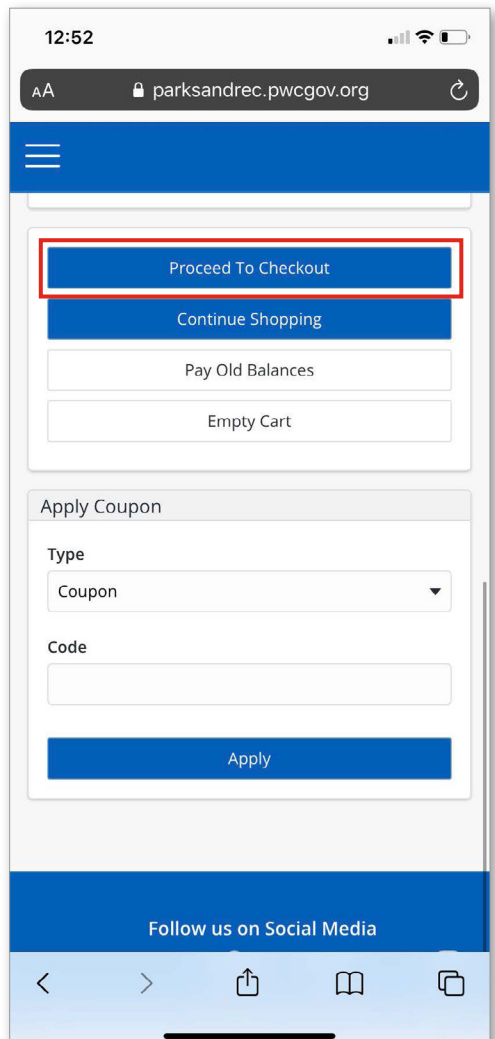 12:52
AA parksandrec.pwcgov.org
Proceed To Checkout
Continue Shopping
Pay Old Balances
Empty Cart
Apply Coupon
Type
Coupon
Code
Apply
Follow us on Social Media